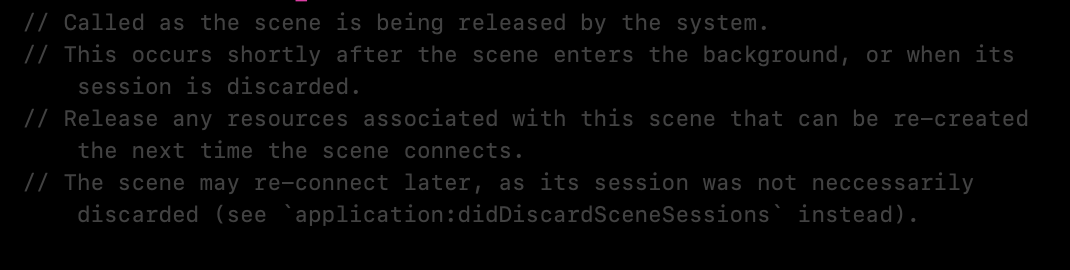 // Called as the scene is being released by the system.
// This occurs shortly after the scene enters the background, or when its
session is discarded.
// Release any resources associated with this scene that can be re-created
the next time the scene connects.
// The scene may re-connect later, as its session was not neccessarily
discarded (see `application:didDiscardSceneSessions` instead).